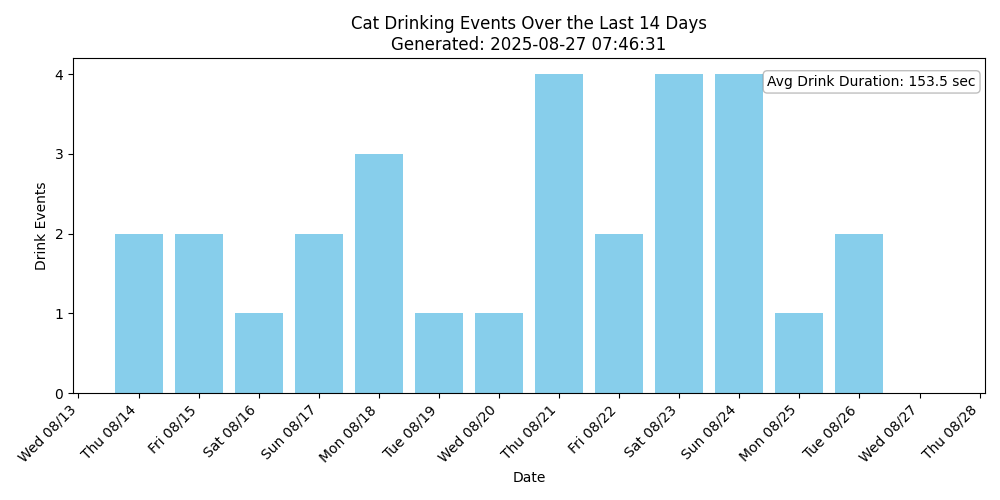 Cat Drinking Events Over the Last 14 Days
Generated: 2025-08-27 07:46:31
Avg Drink Duration: 153.5 sec
Drink Events
4
3
2
1
0
Wed 08/13
Thu 08/14
Fri 08/15
Sat 08/16
Sun 08/17
Mon 08/18
Tue 08/19
Wed 08/20
Thu 08/21
Fri 08/22
Sat 08/23
Sun 08/24
Mon 08/25
Tue 08/26
Wed 08/27
Thu 08/28
Date